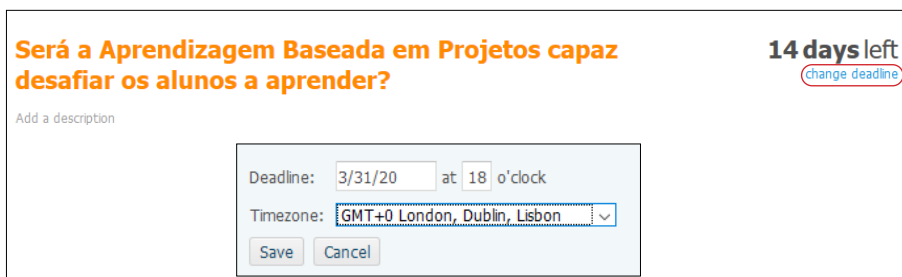 Será a Aprendizagem Baseada em Projetos capaz
desafiar os alunos a aprender?
14 days left
change deadline
Add a description
Deadline: 3/31/20 at 18 o'clock
Timezone: GMT+0 London, Dublin, Lisbon
Save Cancel